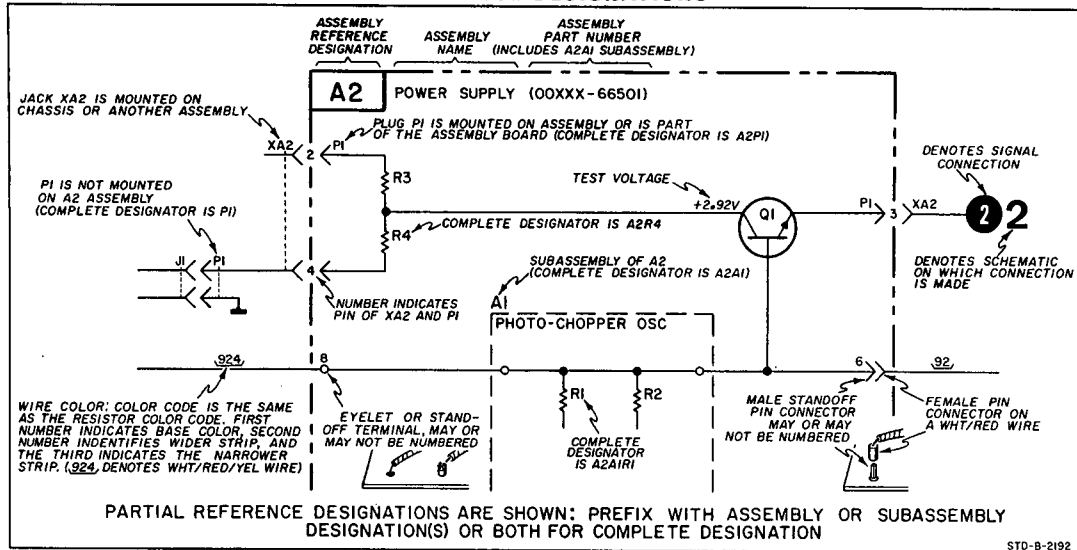 ASSEMBLY
REFERENCE
DESIGNATION
ASSEMBLY
NAME
ASSEMBLY
PART NUMBER
(INCLUDES A2A1 SUBASSEMBLY)
A2
POWER SUPPLY (00XXX-66501)
JACK XA2 IS MOUNTED ON
CHASSIS OR ANOTHER ASSEMBLY
XA2
2
P1
PLUG P1 IS MOUNTED ON ASSEMBLY OR IS PART
OF THE ASSEMBLY BOARD (COMPLETE DESIGNATOR IS A2P1)
P1 IS NOT MOUNTED
ON A2 ASSEMBLY
(COMPLETE DESIGNATOR IS P1)
R3
TEST VOLTAGE
+2.92V
Q1
P1
3
XA2
DENOTES SIGNAL
CONNECTION
2
2
DENOTES SCHEMATIC
ON WHICH CONNECTION
IS MADE
R4
COMPLETE DESIGNATOR IS A2R4
J1
P1
4
NUMBER INDICATES
PIN OF XA2 AND P1
SUBASSEMBLY OF A2
(COMPLETE DESIGNATOR IS A2A1)
A1
PHOTO-CHOPPER OSC
924
8
6
92
R1
R2
WIRE COLOR: COLOR CODE IS THE SAME
AS THE RESISTOR COLOR CODE. FIRST
NUMBER INDICATES BASE COLOR, SECOND
NUMBER INDENTIFIES WIDER STRIP, AND
THE THIRD INDICATES THE NARROWER
STRIP. (924 DENOTES WHT/RED/YEL WIRE)
EYELET OR STAND-
OFF TERMINAL, MAY OR
MAY NOT BE NUMBERED
COMPLETE
DESIGNATOR
IS A2A1R1
MALE STANDOFF
PIN CONNECTOR
MAY OR MAY
NOT BE NUMBERED
FEMALE PIN
CONNECTOR ON
A WHT/RED WIRE
PARTIAL REFERENCE DESIGNATIONS ARE SHOWN: PREFIX WITH ASSEMBLY OR SUBASSEMBLY
DESIGNATION(S) OR BOTH FOR COMPLETE DESIGNATION
STD-B-2192